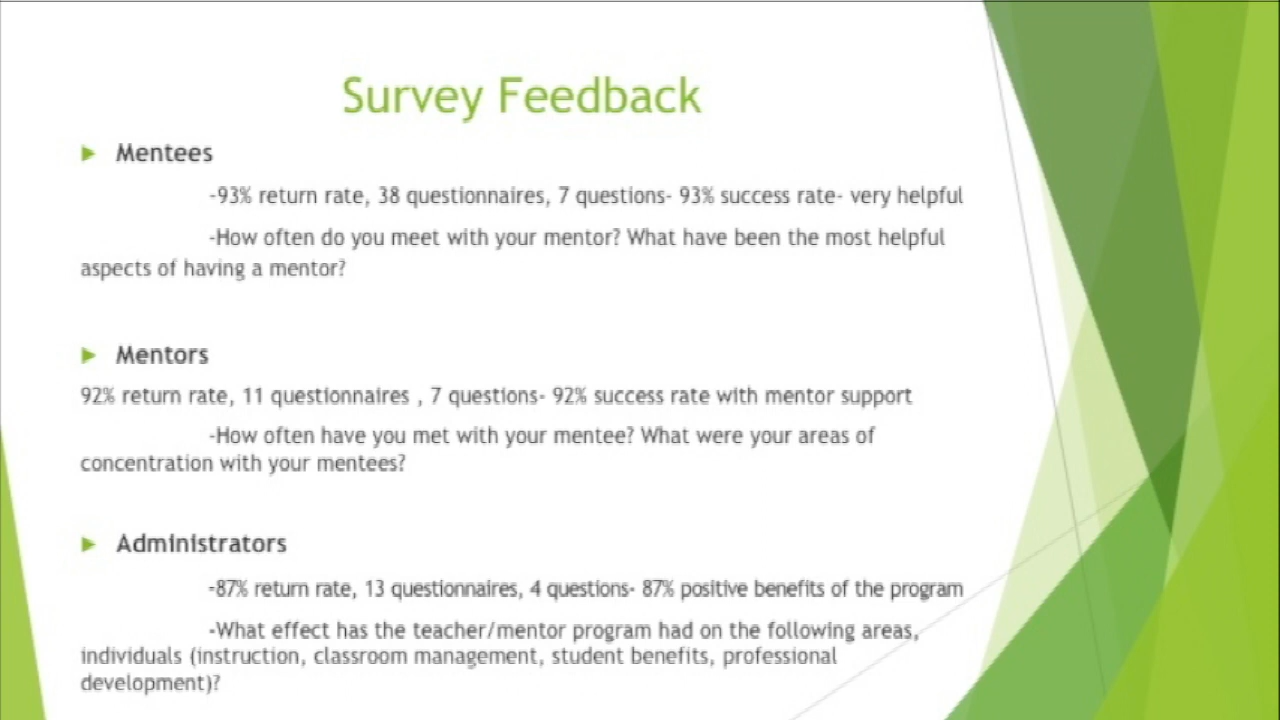 Survey Feedback
Mentees
-93% return rate, 38 questionnaires, 7 questions- 93% success rate- very helpful
-How often do you meet with your mentor? What have been the most helpful
aspects of having a mentor?
Mentors
92% return rate, 11 questionnaires , 7 questions- 92% success rate with mentor support
-How often have you met with your mentee? What were your areas of
concentration with your mentees?
Administrators
-87% return rate, 13 questionnaires, 4 questions- 87% positive benefits of the program
-What effect has the teacher/mentor program had on the following areas,
individuals (instruction, classroom management, student benefits, professional
development)?